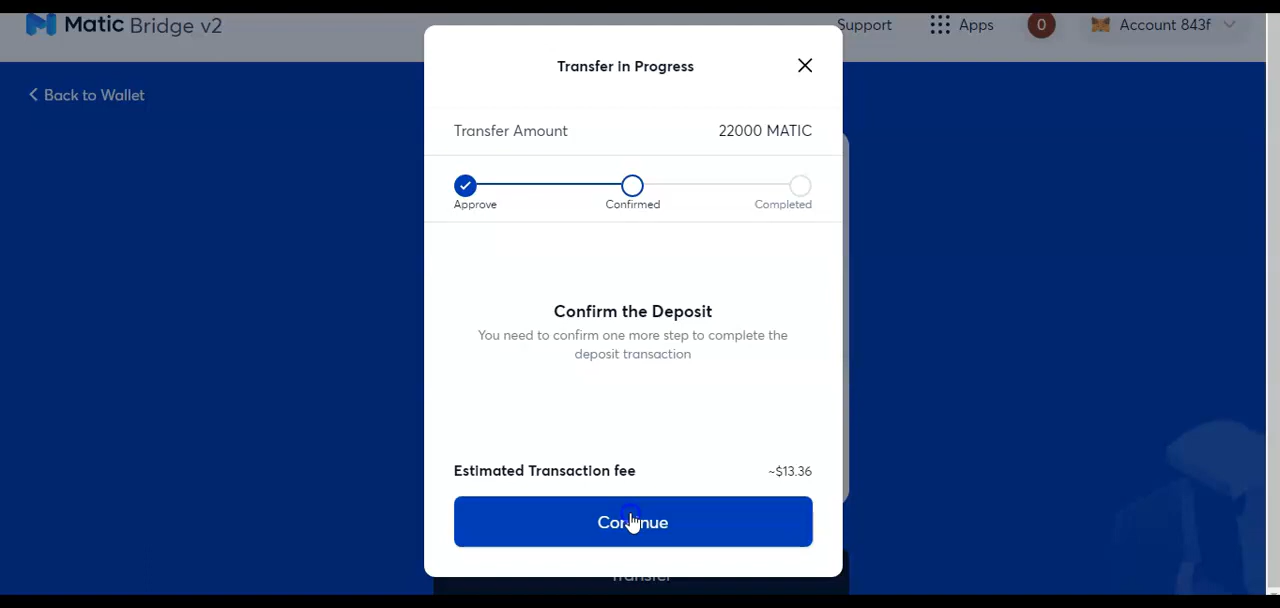 Matic Bridge v2
Support
Apps
0
Account 843f
Back to Wallet
Transfer in Progress
Transfer Amount
22000 MATIC
Approve
Confirmed
Completed
Confirm the Deposit
You need to confirm one more step to complete the
deposit transaction
Estimated Transaction fee
~$13.36
Continue
Transfer